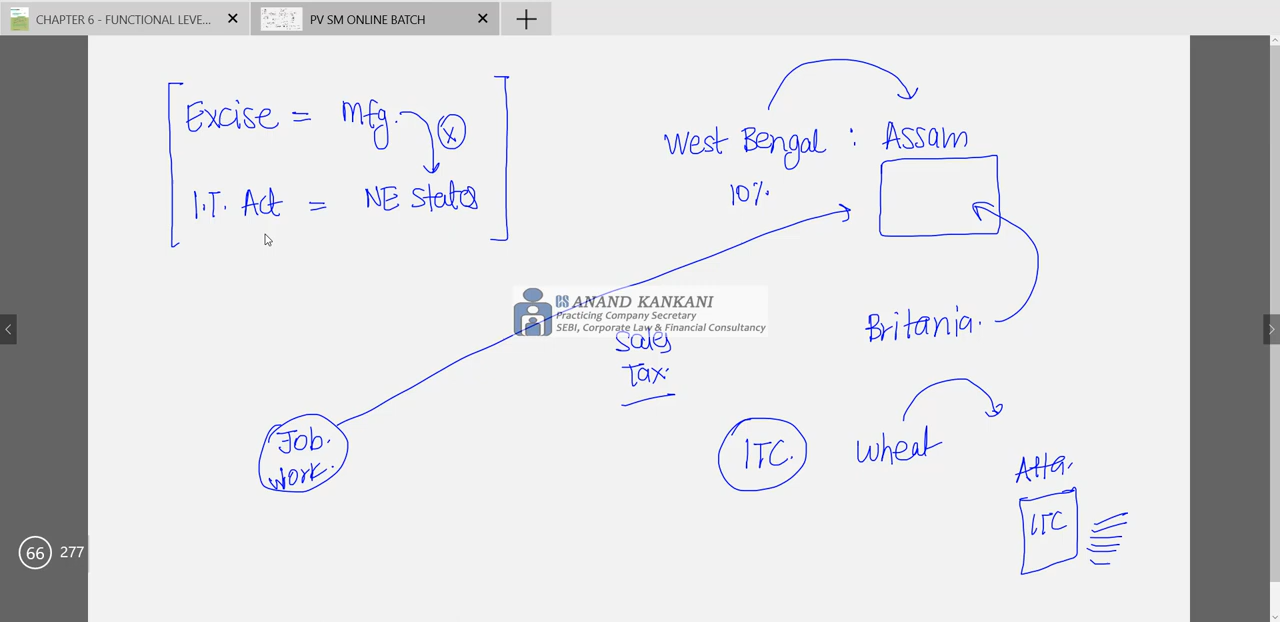 CHAPTER 6 - FUNCTIONAL LEVE...
PV SM ONLINE BATCH
Excise = Mfg. X
I.T. Act = NE States
West Bengal : Assam
10%
CS ANAND KANKANI
Practicing Company Secretary
SEBI, Corporate Law & Financial Consultancy
Sales
Tax.
Britania.
Job.
Work.
ITC.
Wheat
Atta.
ITC
66 277